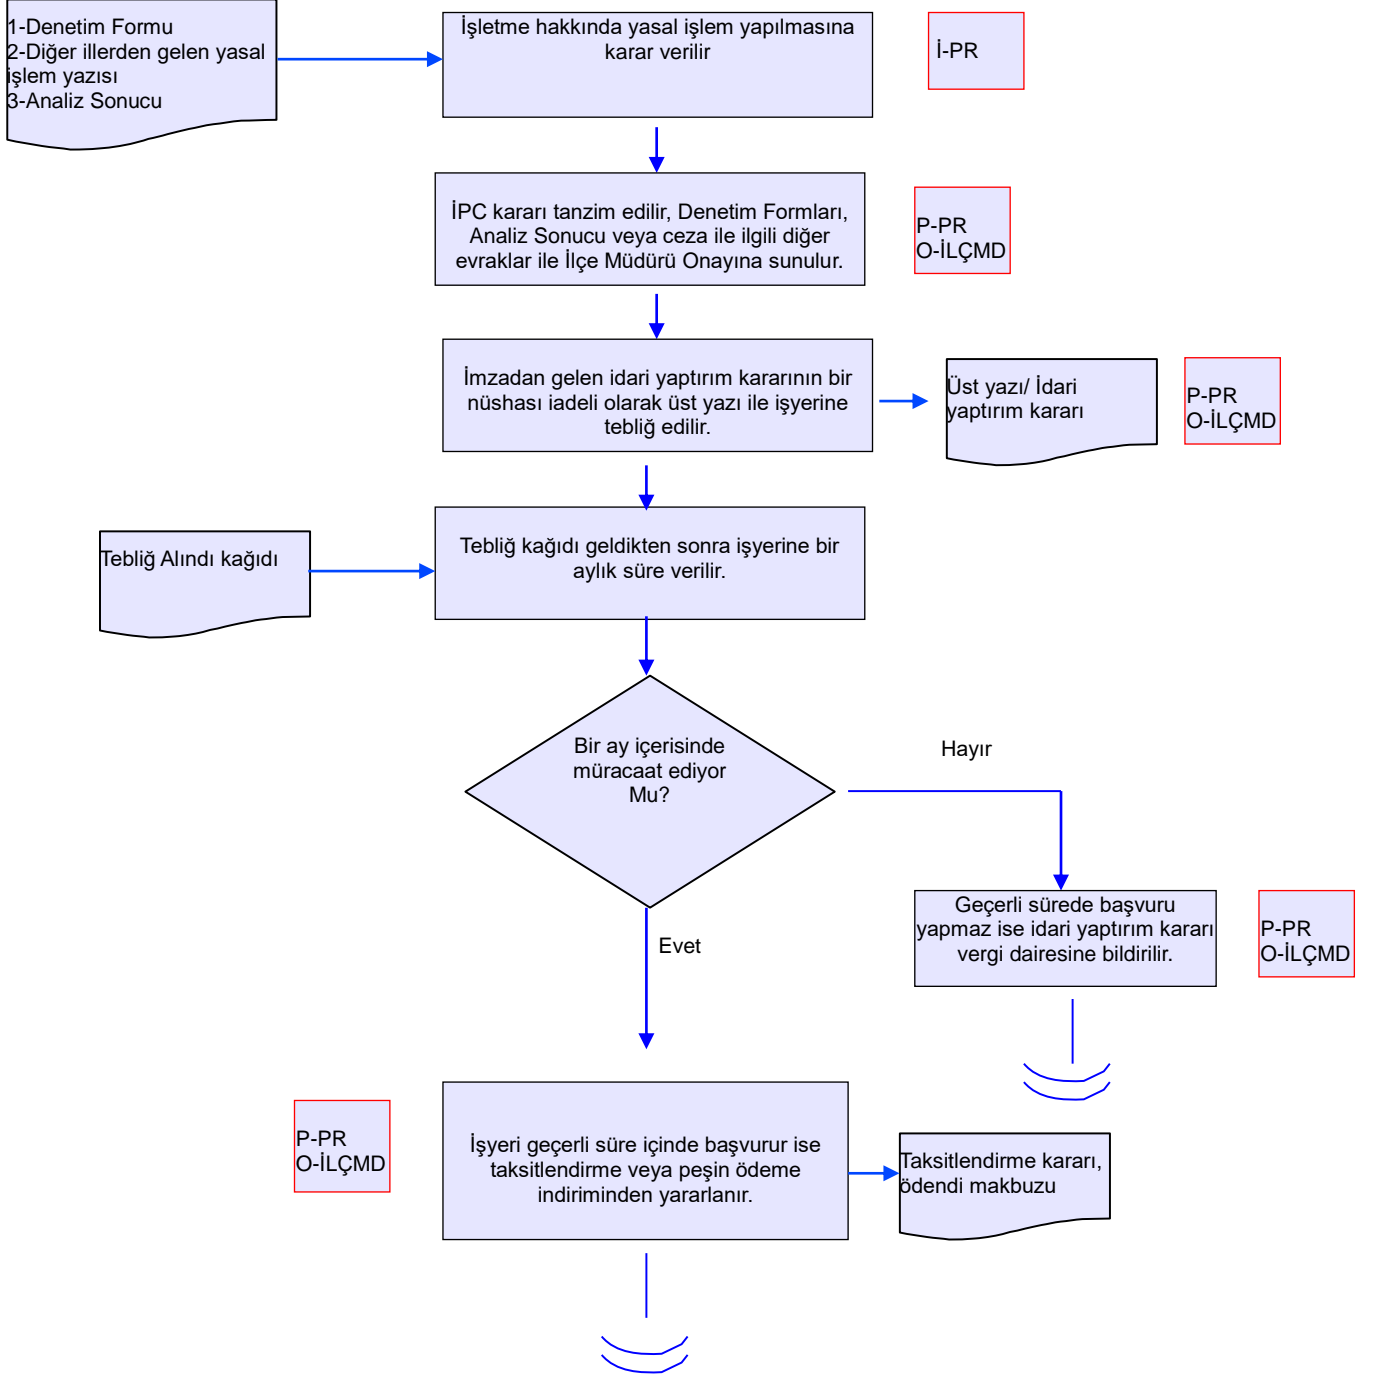 1-Denetim Formu
2-Diğer illerden gelen yasal
işlem yazısı
3-Analiz Sonucu
İşletme hakkında yasal işlem yapılmasına
karar verilir
İ-PR
İPC kararı tanzim edilir, Denetim Formları,
Analiz Sonucu veya ceza ile ilgili diğer
evraklar ile İlçe Müdürü Onayına sunulur.
P-PR
O-İLÇMD
İmzadan gelen idari yaptırım kararının bir
nüshası iadeli olarak üst yazı ile işyerine
tebliğ edilir.
Üst yazı/ İdari
yaptırım kararı
P-PR
O-İLÇMD
Tebliğ Alındı kağıdı
Tebliğ kağıdı geldikten sonra işyerine bir
aylık süre verilir.
Bir ay içerisinde
müracaat ediyor
Mu?
Hayır
Geçerli sürede başvuru
yapmaz ise idari yaptırım kararı
vergi dairesine bildirilir.
P-PR
O-İLÇMD
Evet
P-PR
O-İLÇMD
İşyeri geçerli süre içinde başvurur ise
taksitlendirme veya peşin ödeme
indiriminden yararlanır.
Taksitlendirme kararı,
ödendi makbuzu